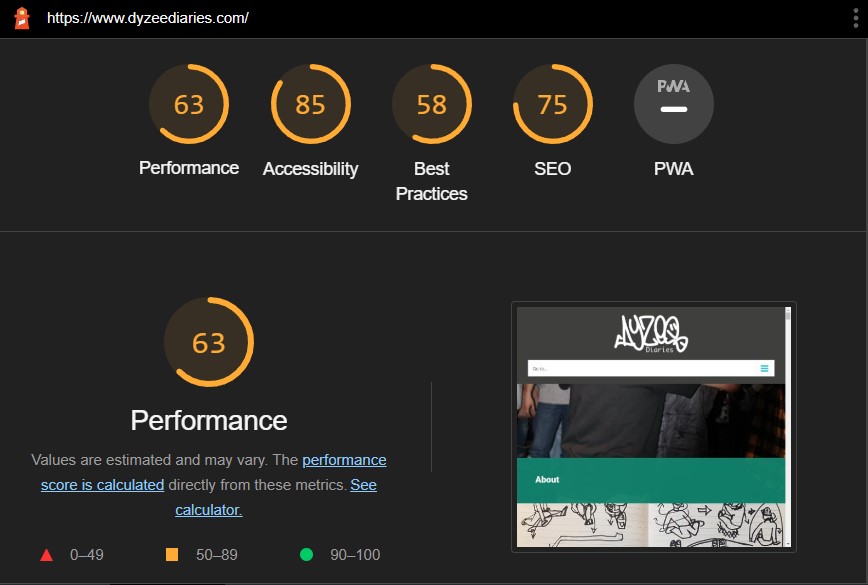 https://www.dyzeediaries.com/
63
85
58
75
PWA
Performance
Accessibility
Best
Practices
SEO
PWA
63
Performance
Values are estimated and may vary. The performance
score is calculated directly from these metrics. See
calculator.
0–49
50–89
90–100
DYZEE
Diaries
Go to...
About